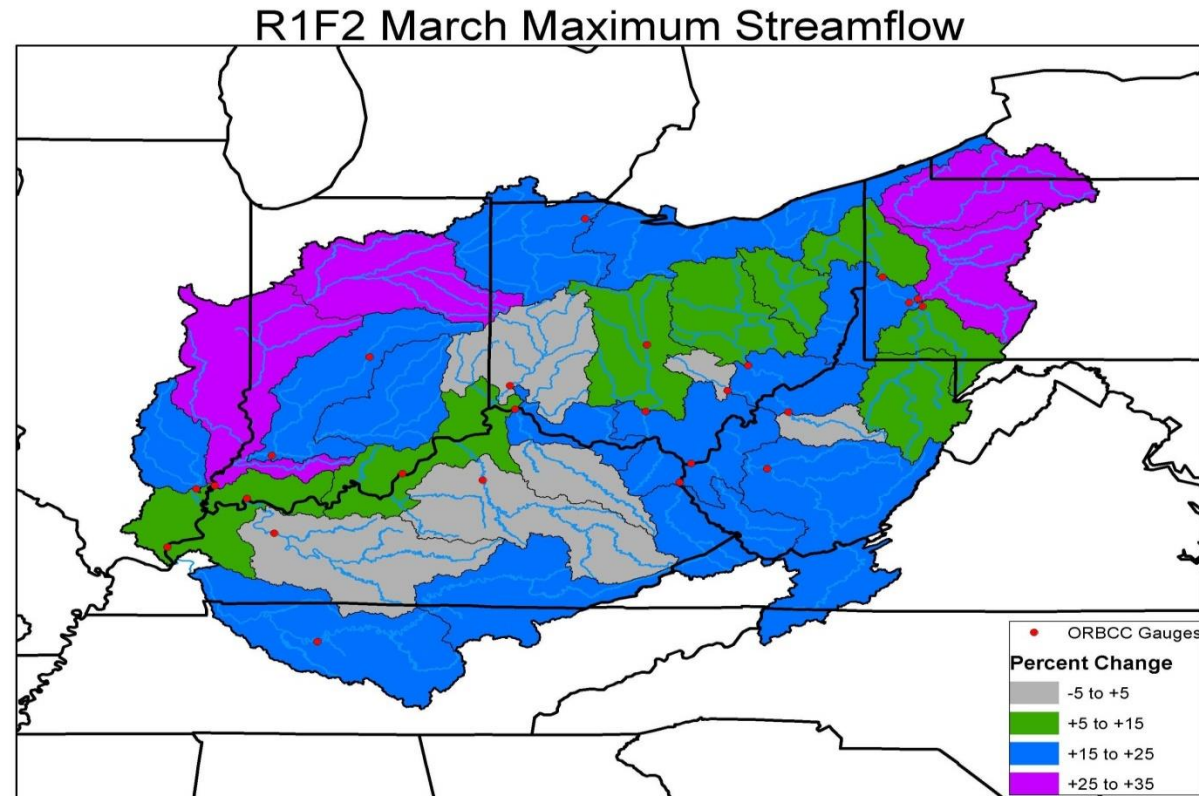 R1F2 March Maximum Streamflow
ORBCC Gauges
Percent Change
-5 to +5
+5 to +15
+15 to +25
+25 to +35